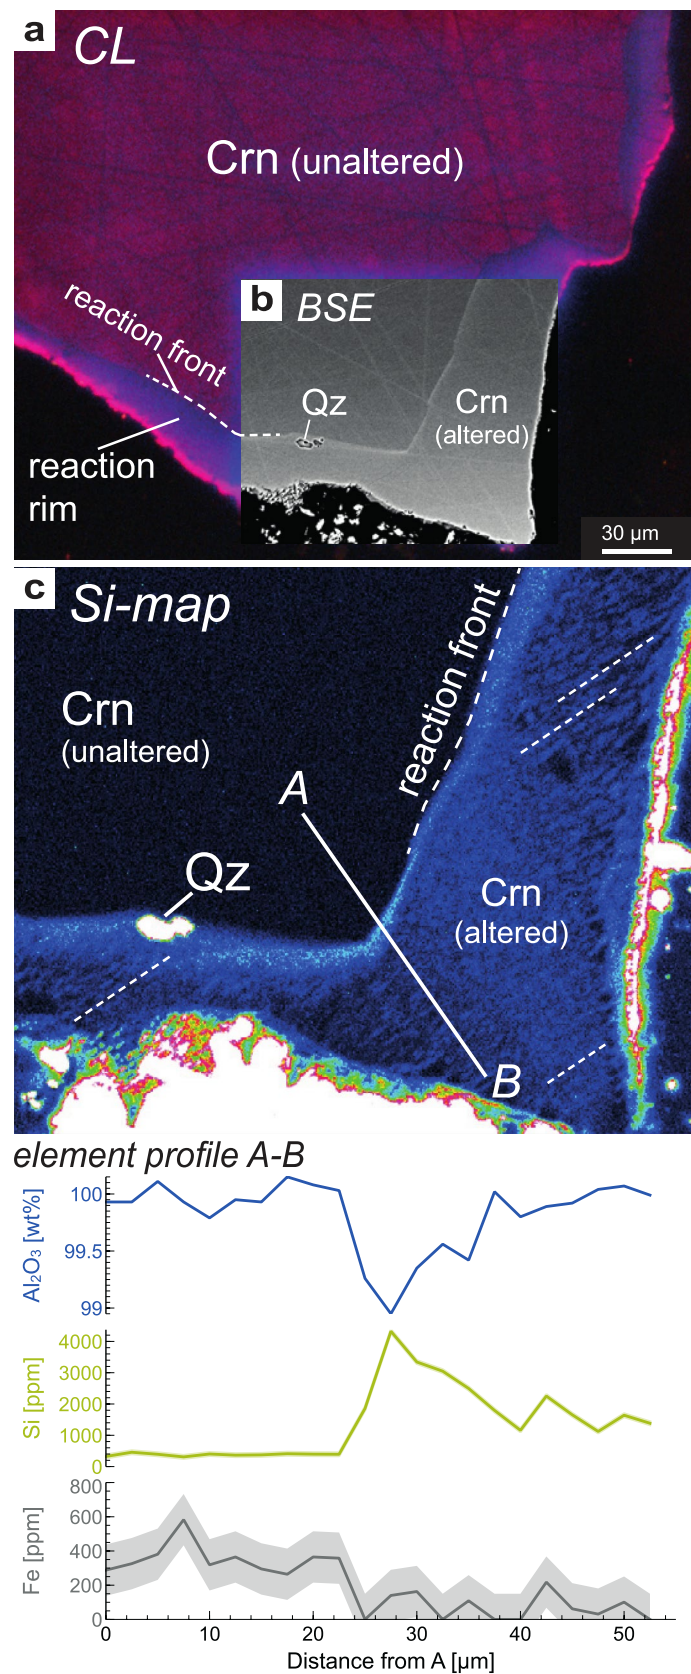 a CL
Crn (unaltered)
reaction front
b BSE
Qz
Crn
(altered)
reaction
rim
30 µm
c Si-map
reaction front
Crn
(unaltered)
A
Qz
Crn
(altered)
B
element profile A-B
Al₂O₃ [wt%]
100
99.5
99
Si [ppm]
4000
3000
2000
1000
0
Fe [ppm]
800
600
400
200
0
0 10 20 30 40 50
Distance from A [µm]